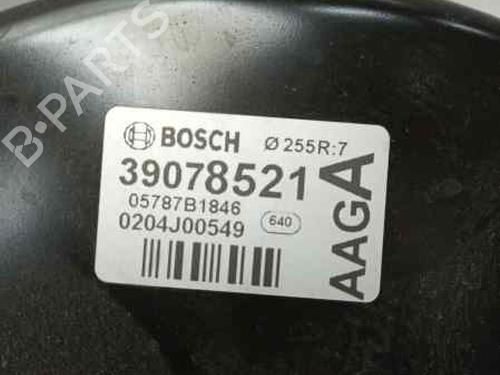 B-PARTS
BOSCH Ø 255R:7
39078521
05787B1846
0204J00549 640
AAGA